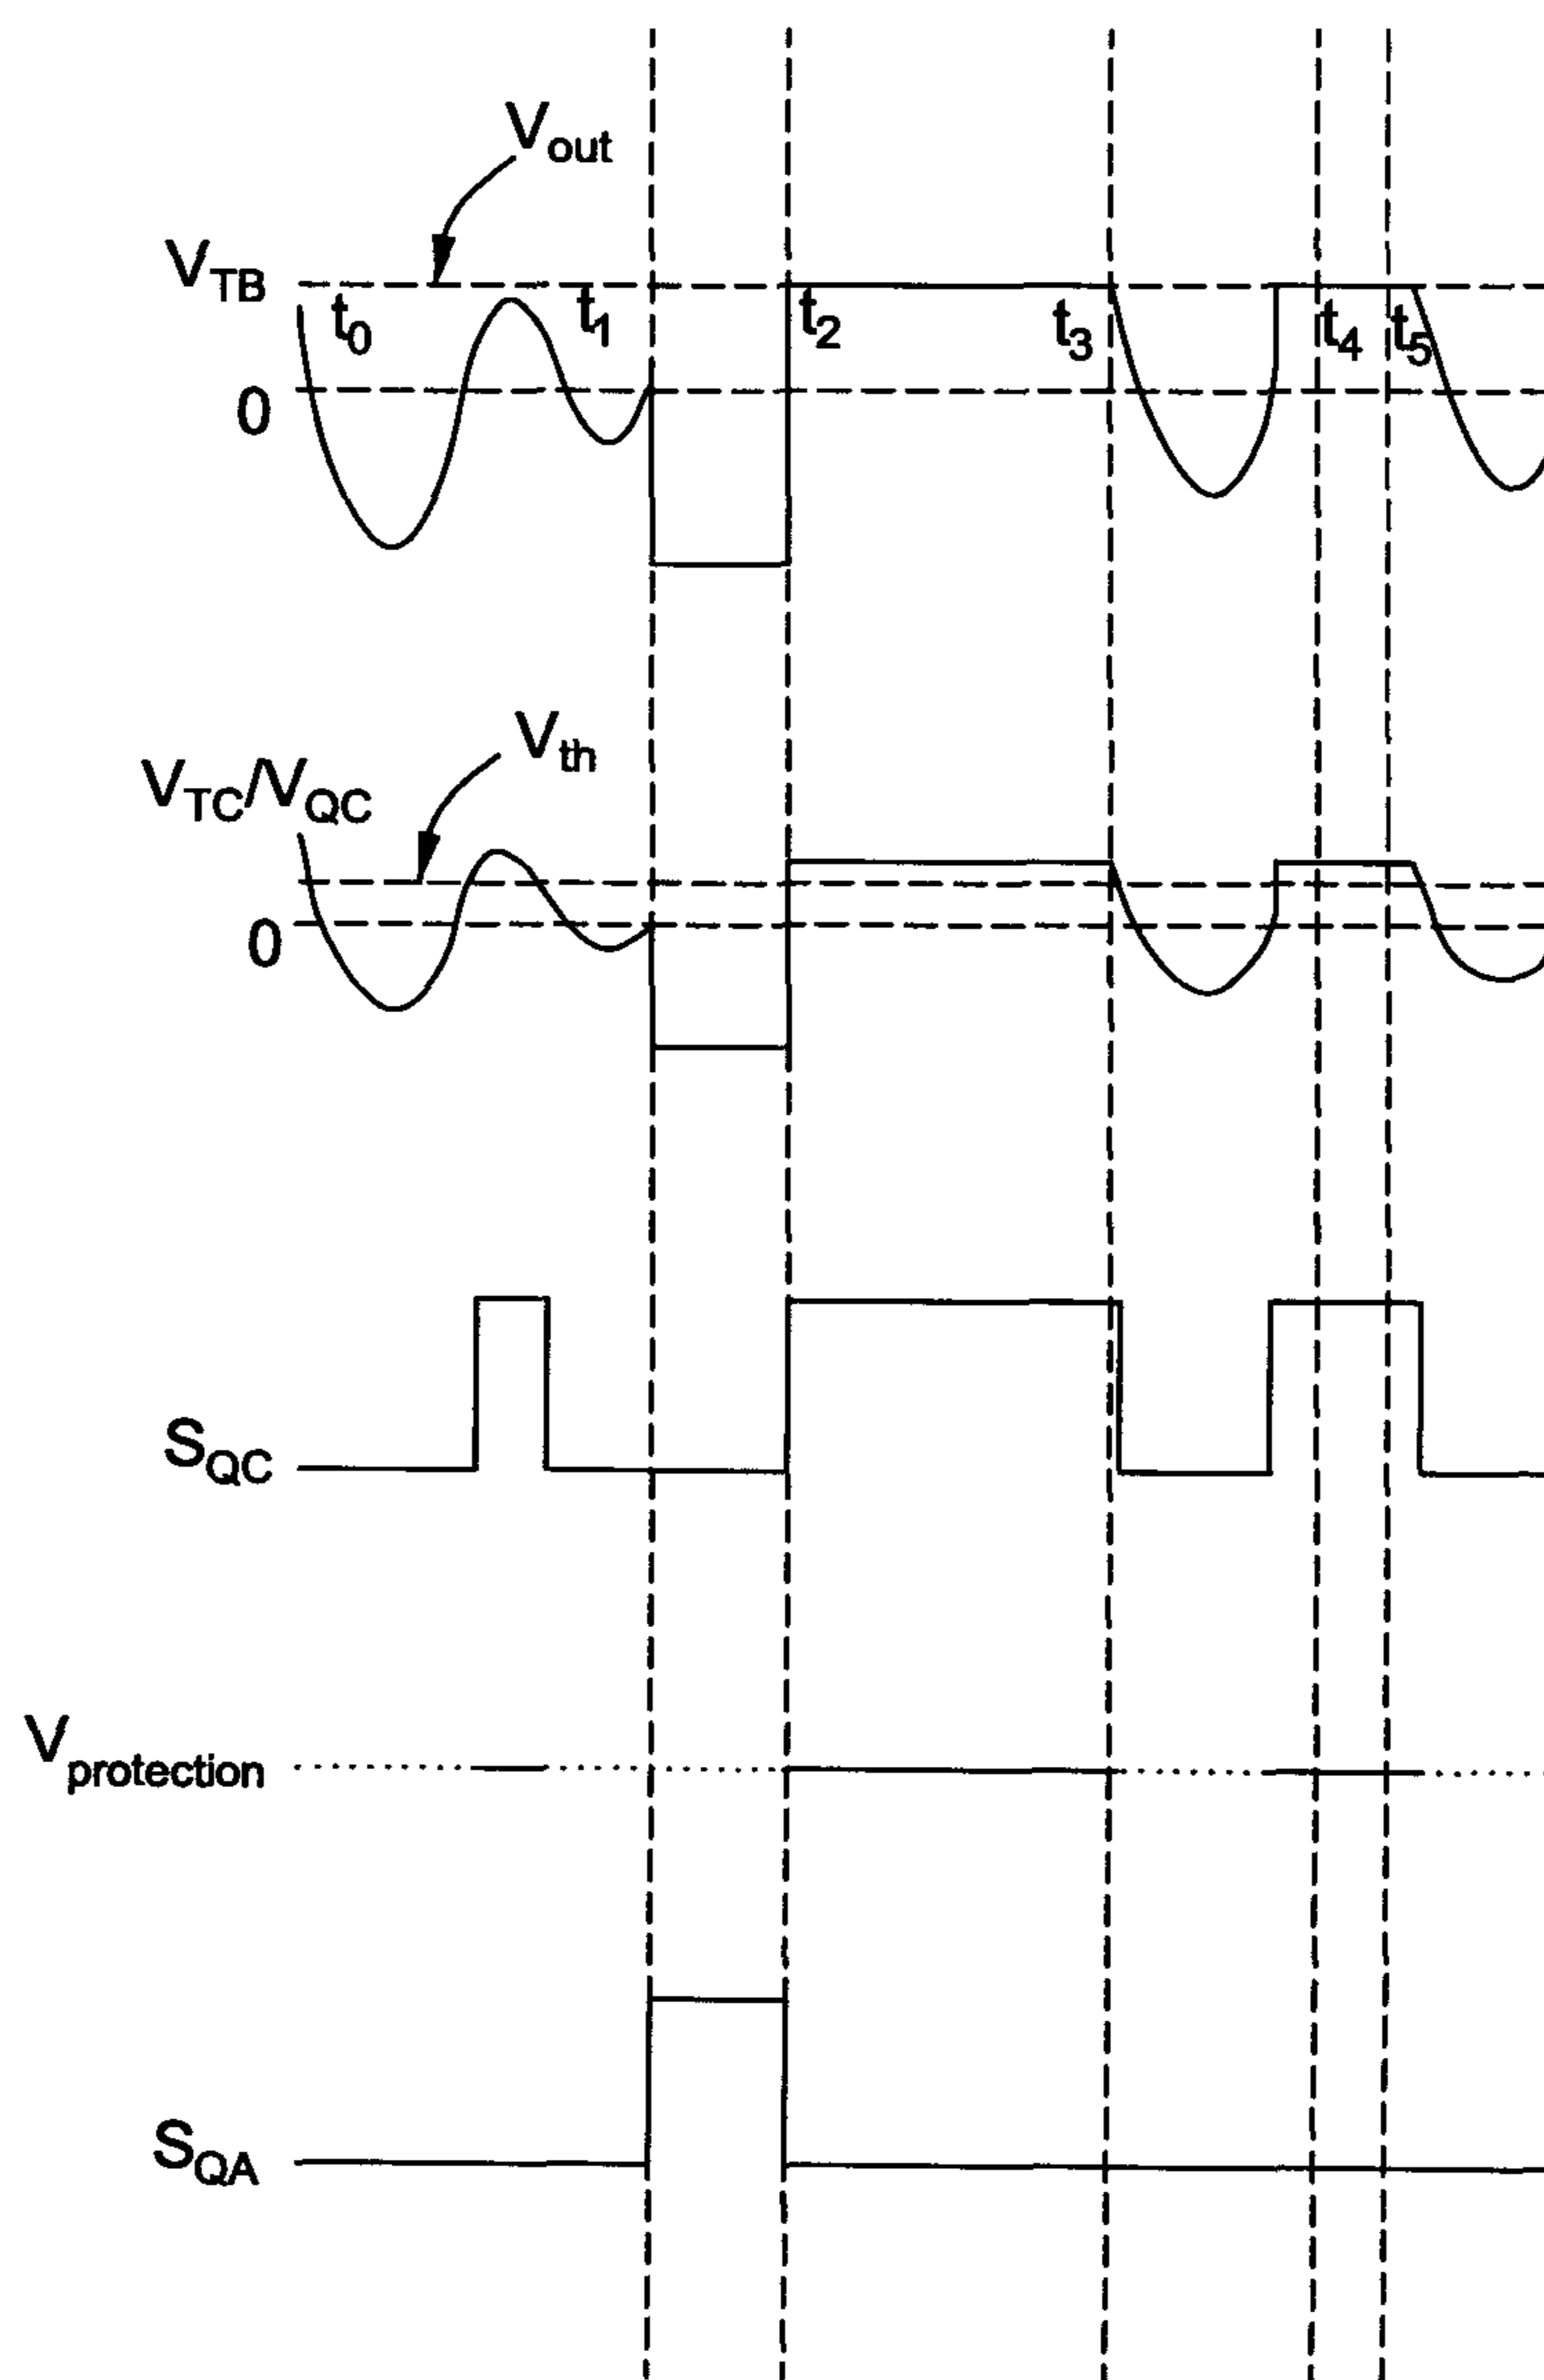 Vout
VTB
t0 t1 t2 t3 t4 t5
0
Vth
VTC/VQC
0
SQC
Vprotection
SQA